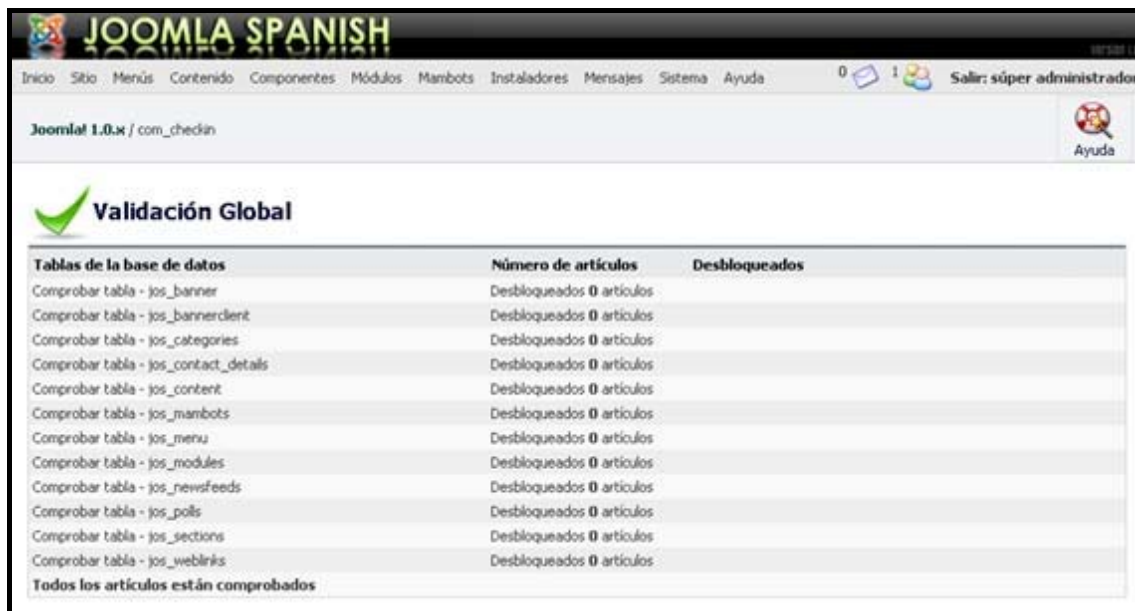 JOOMLA SPANISH
Inicio Sitio Menús Contenido Componentes Módulos Mambots Instaladores Mensajes Sistema Ayuda 0 1 Salir: súper administrador
Joomla! 1.0.x / com_checkin
Ayuda
Validación Global
Tablas de la base de datos Número de artículos Desbloqueados
Comprobar tabla - jos_banner Desbloqueados 0 artículos
Comprobar tabla - jos_bannerclient Desbloqueados 0 artículos
Comprobar tabla - jos_categories Desbloqueados 0 artículos
Comprobar tabla - jos_contact_details Desbloqueados 0 artículos
Comprobar tabla - jos_content Desbloqueados 0 artículos
Comprobar tabla - jos_mambots Desbloqueados 0 artículos
Comprobar tabla - jos_menu Desbloqueados 0 artículos
Comprobar tabla - jos_modules Desbloqueados 0 artículos
Comprobar tabla - jos_newsfeeds Desbloqueados 0 artículos
Comprobar tabla - jos_polls Desbloqueados 0 artículos
Comprobar tabla - jos_sections Desbloqueados 0 artículos
Comprobar tabla - jos_weblinks Desbloqueados 0 artículos
Todos los artículos están comprobados